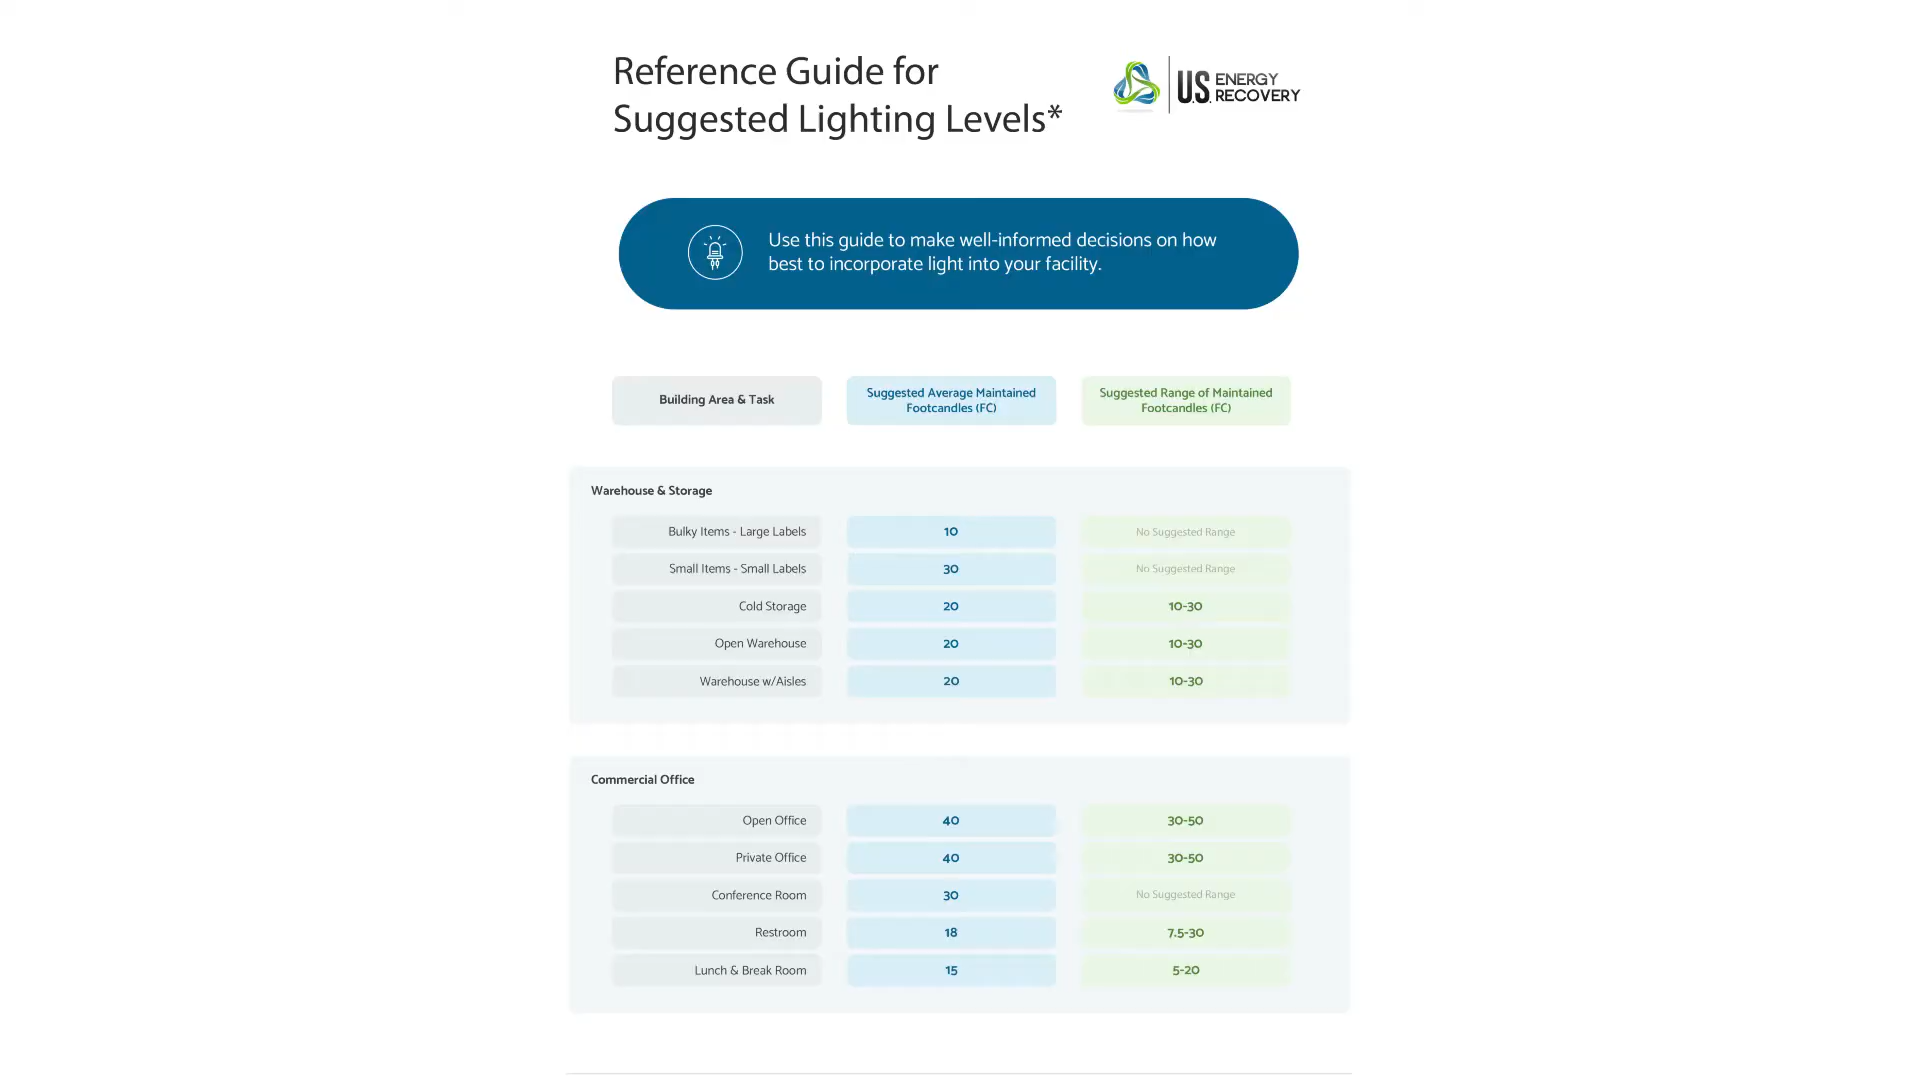 Reference Guide for
Suggested Lighting Levels*
U.S. ENERGY
RECOVERY
Use this guide to make well-informed decisions on how
best to incorporate light into your facility.
Building Area & Task
Suggested Average Maintained
Footcandles (FC)
Suggested Range of Maintained
Footcandles (FC)
Warehouse & Storage
Bulky Items - Large Labels 10 No Suggested Range
Small Items - Small Labels 30 No Suggested Range
Cold Storage 20 10-30
Open Warehouse 20 10-30
Warehouse w/Aisles 20 10-30
Commercial Office
Open Office 40 30-50
Private Office 40 30-50
Conference Room 30 No Suggested Range
Restroom 18 7.5-30
Lunch & Break Room 15 5-20